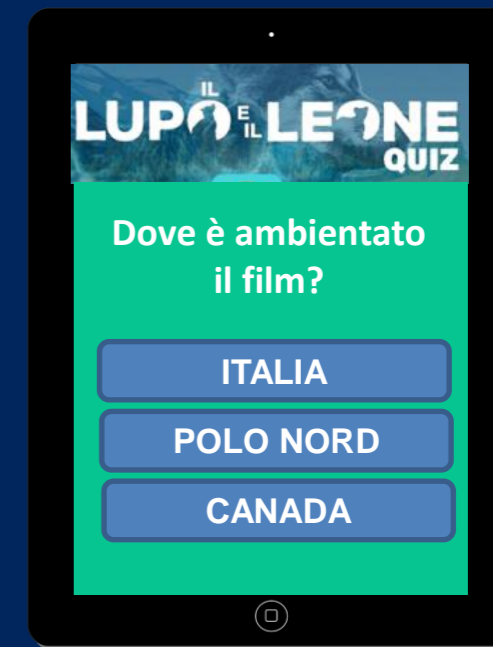 IL
LUPO E IL LEONE
QUIZ
Dove è ambientato
il film?
ITALIA
POLO NORD
CANADA